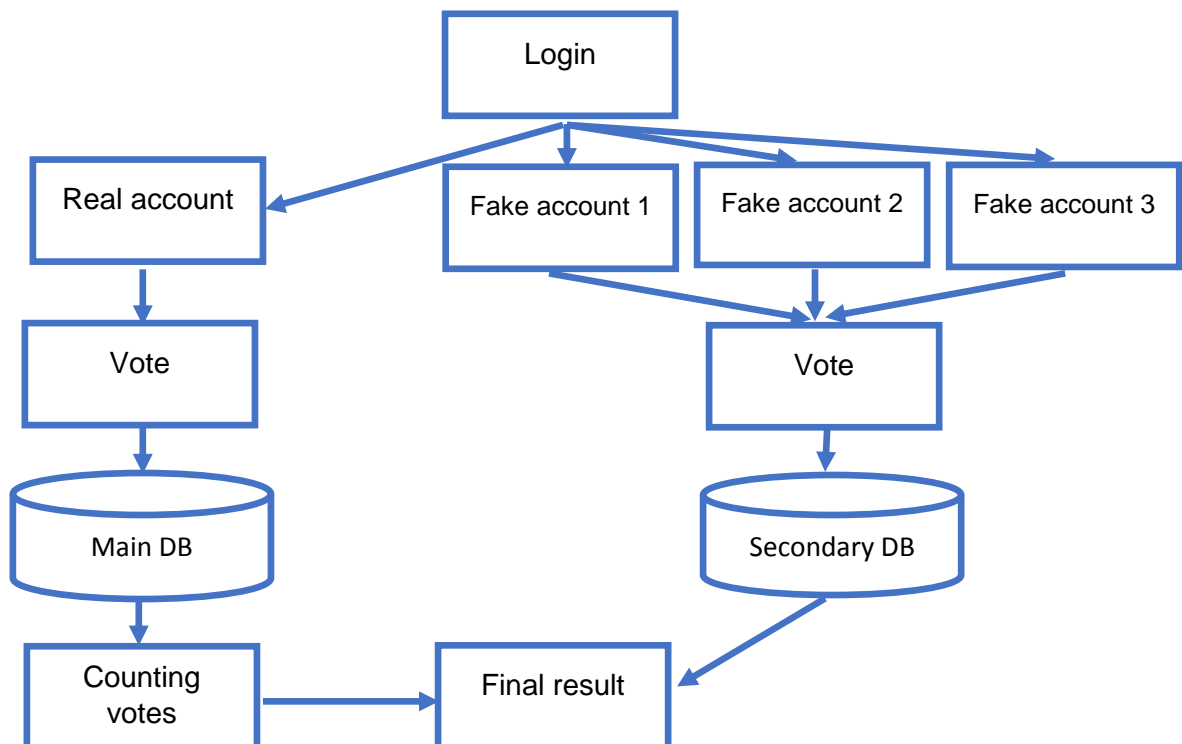 Login
Real account
Fake account 1
Fake account 2
Fake account 3
Vote
Vote
Main DB
Secondary DB
Counting
votes
Final result